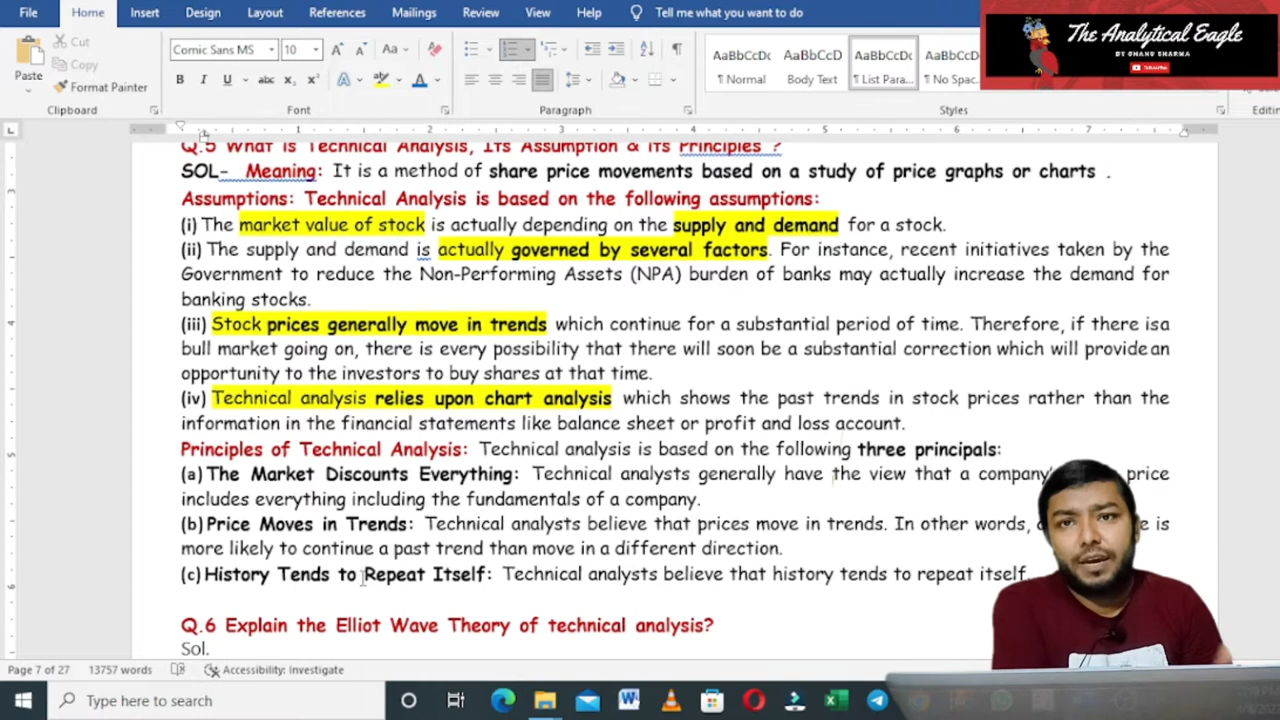 File Home Insert Design Layout References Mailings Review View Help Tell me what you want to do
The Analytical Eagle
BY GHANU SHARMA
Cut
Copy
Format Painter
Paste
Comic Sans MS 10
AaBbCcDc AaBbCcDd AaBbCcDc AaBbCcDc
¶ Normal Body Text ¶ List Para... ¶ No Spac...
Clipboard Font Paragraph Styles Editin
1 2 3 4 5 6 7
Q.5 What is Technical Analysis, Its Assumption & its Principles ?
SOL- Meaning: It is a method of share price movements based on a study of price graphs or charts .
Assumptions: Technical Analysis is based on the following assumptions:
(i) The market value of stock is actually depending on the supply and demand for a stock.
(ii) The supply and demand is actually governed by several factors. For instance, recent initiatives taken by the
Government to reduce the Non-Performing Assets (NPA) burden of banks may actually increase the demand for
banking stocks.
(iii) Stock prices generally move in trends which continue for a substantial period of time. Therefore, if there isa
bull market going on, there is every possibility that there will soon be a substantial correction which will provide an
opportunity to the investors to buy shares at that time.
(iv) Technical analysis relies upon chart analysis which shows the past trends in stock prices rather than the
information in the financial statements like balance sheet or profit and loss account.
Principles of Technical Analysis: Technical analysis is based on the following three principals:
(a) The Market Discounts Everything: Technical analysts generally have the view that a company' price
includes everything including the fundamentals of a company.
(b) Price Moves in Trends: Technical analysts believe that prices move in trends. In other words, is
more likely to continue a past trend than move in a different direction.
(c) History Tends to Repeat Itself: Technical analysts believe that history tends to repeat itself.
Q.6 Explain the Elliot Wave Theory of technical analysis?
Sol.
Page 7 of 27 13757 words Accessibility: Investigate
Type here to search